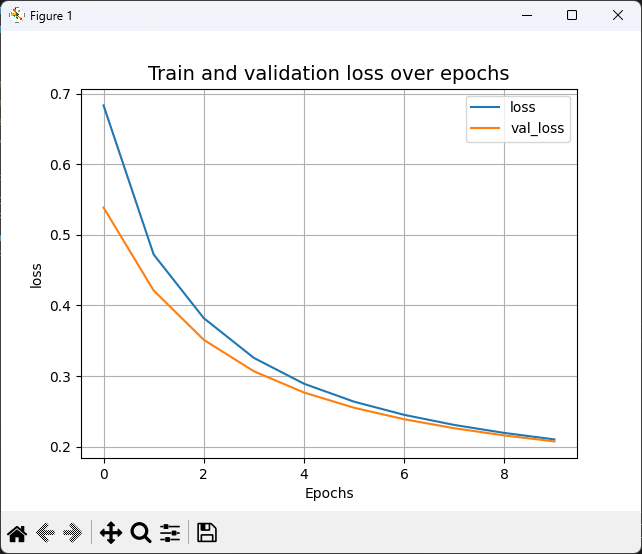 Figure 1
Train and validation loss over epochs
0.7
0.6
0.5
0.4
0.3
0.2
loss
loss
val_loss
0 2 4 6 8
Epochs